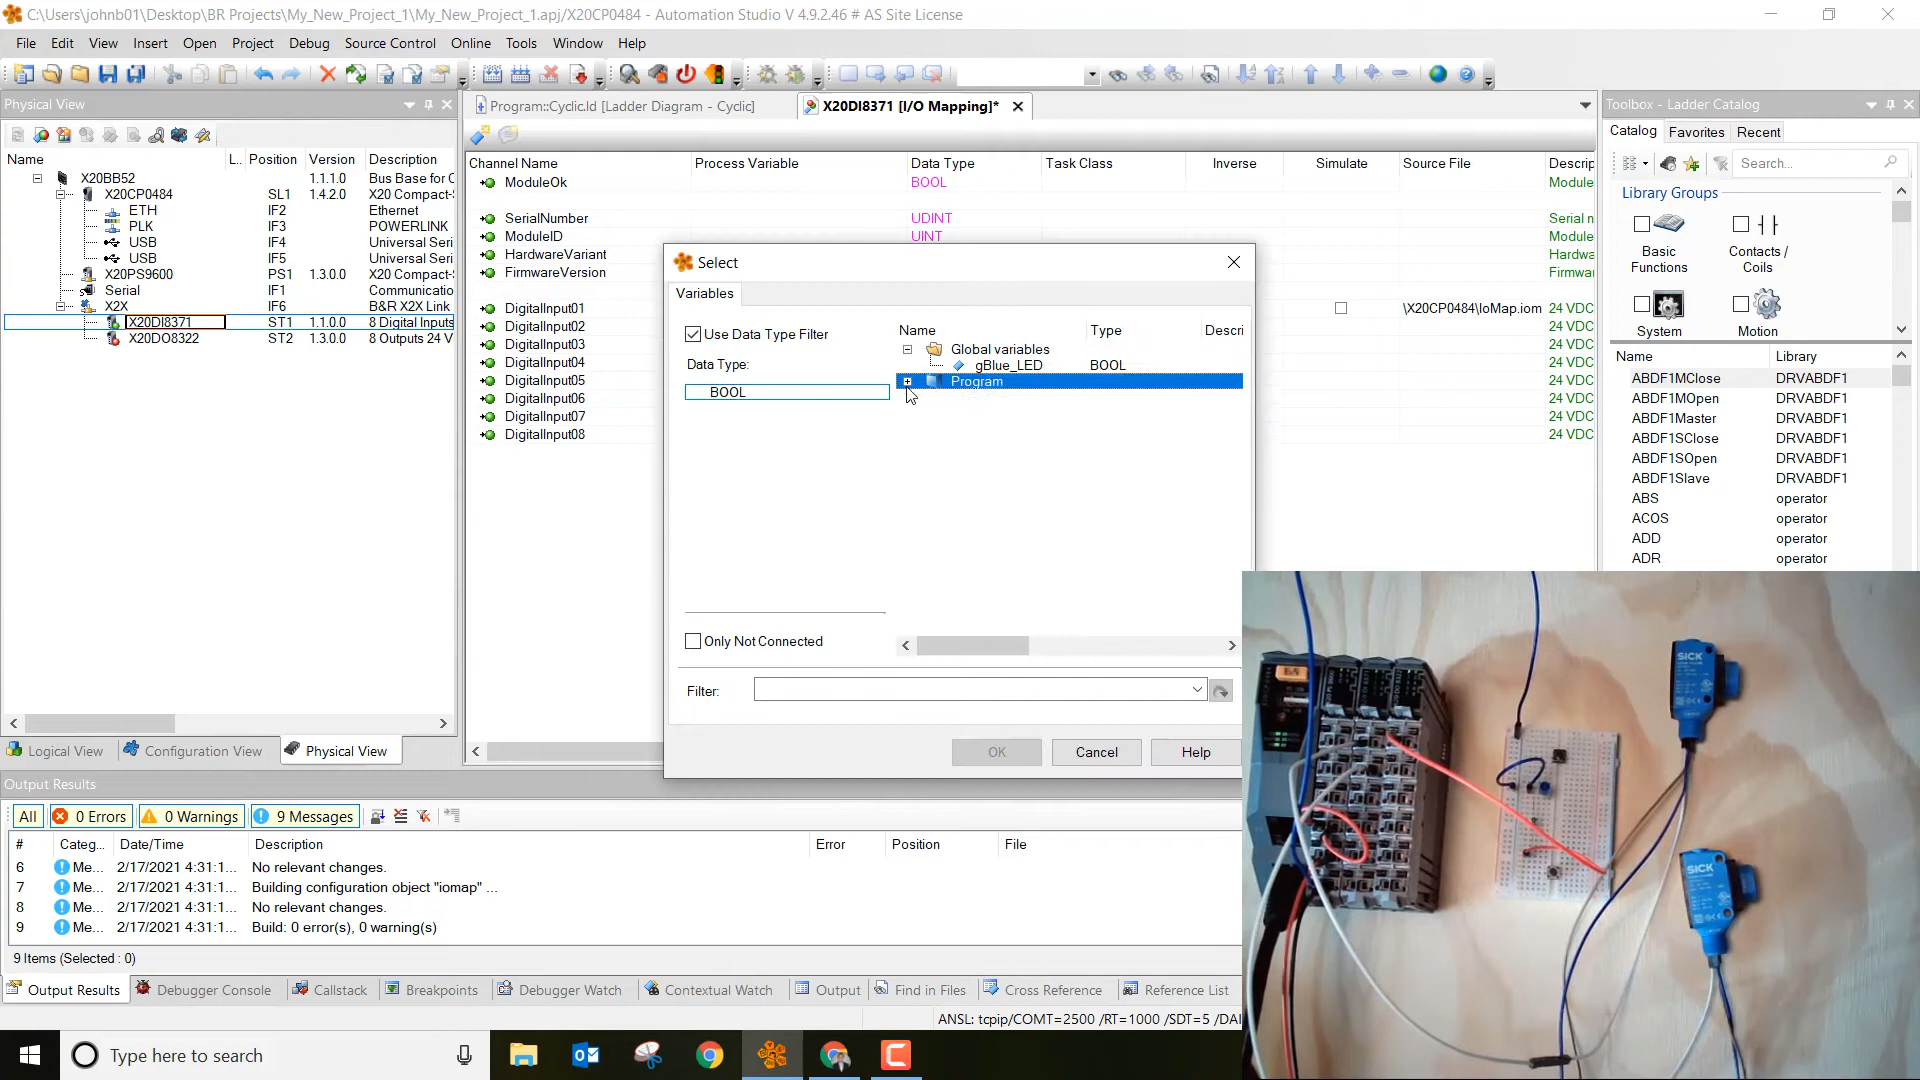 C:\Users\johnb01\Desktop\BR Projects\My_New_Project_1\My_New_Project_1.apj/X20CP0484 - Automation Studio V 4.9.2.46 # AS Site License
File Edit View Insert Open Project Debug Source Control Online Tools Window Help
Physical View
Name L.. Position Version Description
X20BB52 1.1.1.0 Bus Base for C
X20CP0484 SL1 1.4.2.0 X20 Compact-S
ETH IF2 Ethernet
PLK IF3 POWERLINK
USB IF4 Universal Seri
USB IF5 Universal Seri
X20PS9600 PS1 1.3.0.0 X20 Compact-
Serial IF1 Communicatio
X2X IF6 B&R X2X Link
X20DI8371 ST1 1.1.0.0 8 Digital Inputs
X20DO8322 ST2 1.3.0.0 8 Outputs 24 V
Logical View Configuration View Physical View
Program::Cyclic.ld [Ladder Diagram - Cyclic] X20DI8371 [I/O Mapping]*
Channel Name Process Variable Data Type Task Class Inverse Simulate Source File Descrip
ModuleOk BOOL Module
SerialNumber UDINT Serial n
ModuleID UINT Module
HardwareVariant Hardwa
FirmwareVersion Firmwa
DigitalInput01 \X20CP0484\IoMap.iom 24 VDC
DigitalInput02 24 VDC
DigitalInput03 24 VDC
DigitalInput04 24 VDC
DigitalInput05 24 VDC
DigitalInput06 24 VDC
DigitalInput07 24 VDC
DigitalInput08 24 VDC
Select
Variables
Use Data Type Filter
Data Type:
BOOL
Name Type Descri
Global variables
gBlue_LED BOOL
Program
Only Not Connected
Filter:
OK Cancel Help
Toolbox - Ladder Catalog
Catalog Favorites Recent
Search...
Library Groups
Basic Functions
Contacts / Coils
System Motion
Name Library
ABDF1MClose DRVABDF1
ABDF1MOpen DRVABDF1
ABDF1Master DRVABDF1
ABDF1SClose DRVABDF1
ABDF1SOpen DRVABDF1
ABDF1Slave DRVABDF1
ABS operator
ACOS operator
ADD operator
ADR operator
Output Results
All 0 Errors 0 Warnings 9 Messages
# Categ... Date/Time Description Error Position File
6 Me... 2/17/2021 4:31:1... No relevant changes.
7 Me... 2/17/2021 4:31:1... Building configuration object "iomap" ...
8 Me... 2/17/2021 4:31:1... No relevant changes.
9 Me... 2/17/2021 4:31:1... Build: 0 error(s), 0 warning(s)
9 Items (Selected : 0)
Output Results Debugger Console Callstack Breakpoints Debugger Watch Contextual Watch Output Find in Files Cross Reference Reference List
ANSL: tcpip/COMT=2500 /RT=1000 /SDT=5 /DAI
Type here to search
SICK
SICK